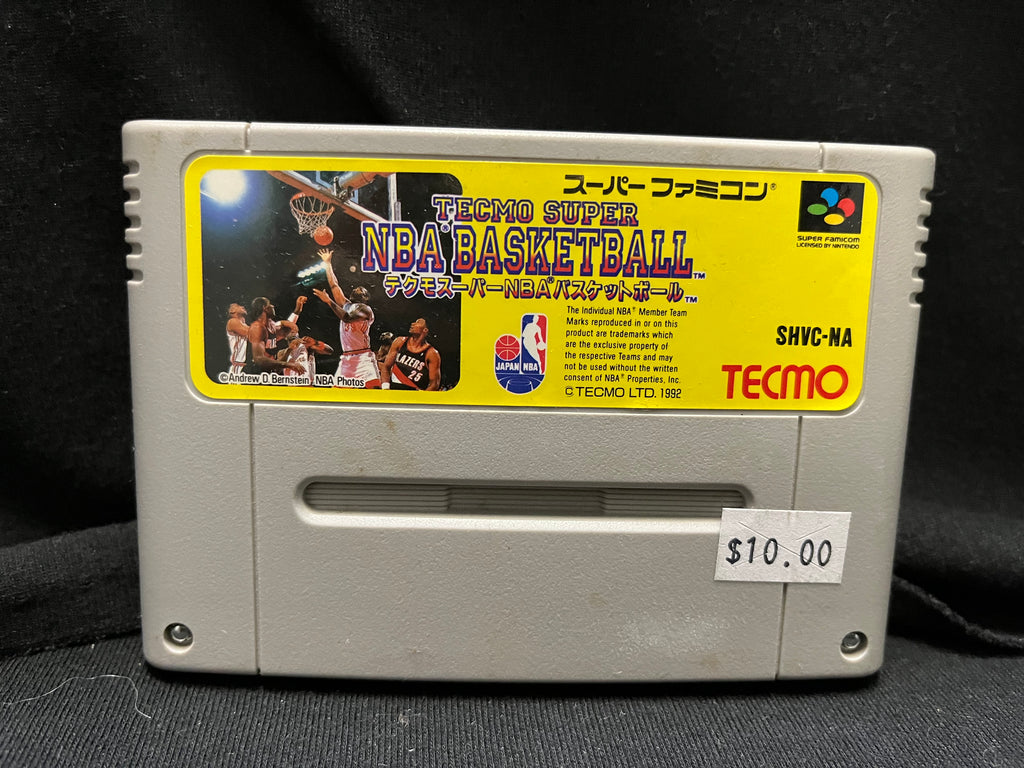 スーパーファミコン®
TECMO SUPER
NBA® BASKETBALL™
テクモスーパーNBA®バスケットボール™
SUPER FAMICOM
LICENSED BY NINTENDO
The Individual NBA® Member Team
Marks reproduced in or on this
product are trademarks which
are the exclusive property of
the respective Teams and may
not be used without the written
consent of NBA® Properties, Inc.
© TECMO LTD. 1992
JAPAN NBA
SHVC-NA
TECMO
BLAZERS
25
© Andrew D. Bernstein, NBA Photos
$10.00